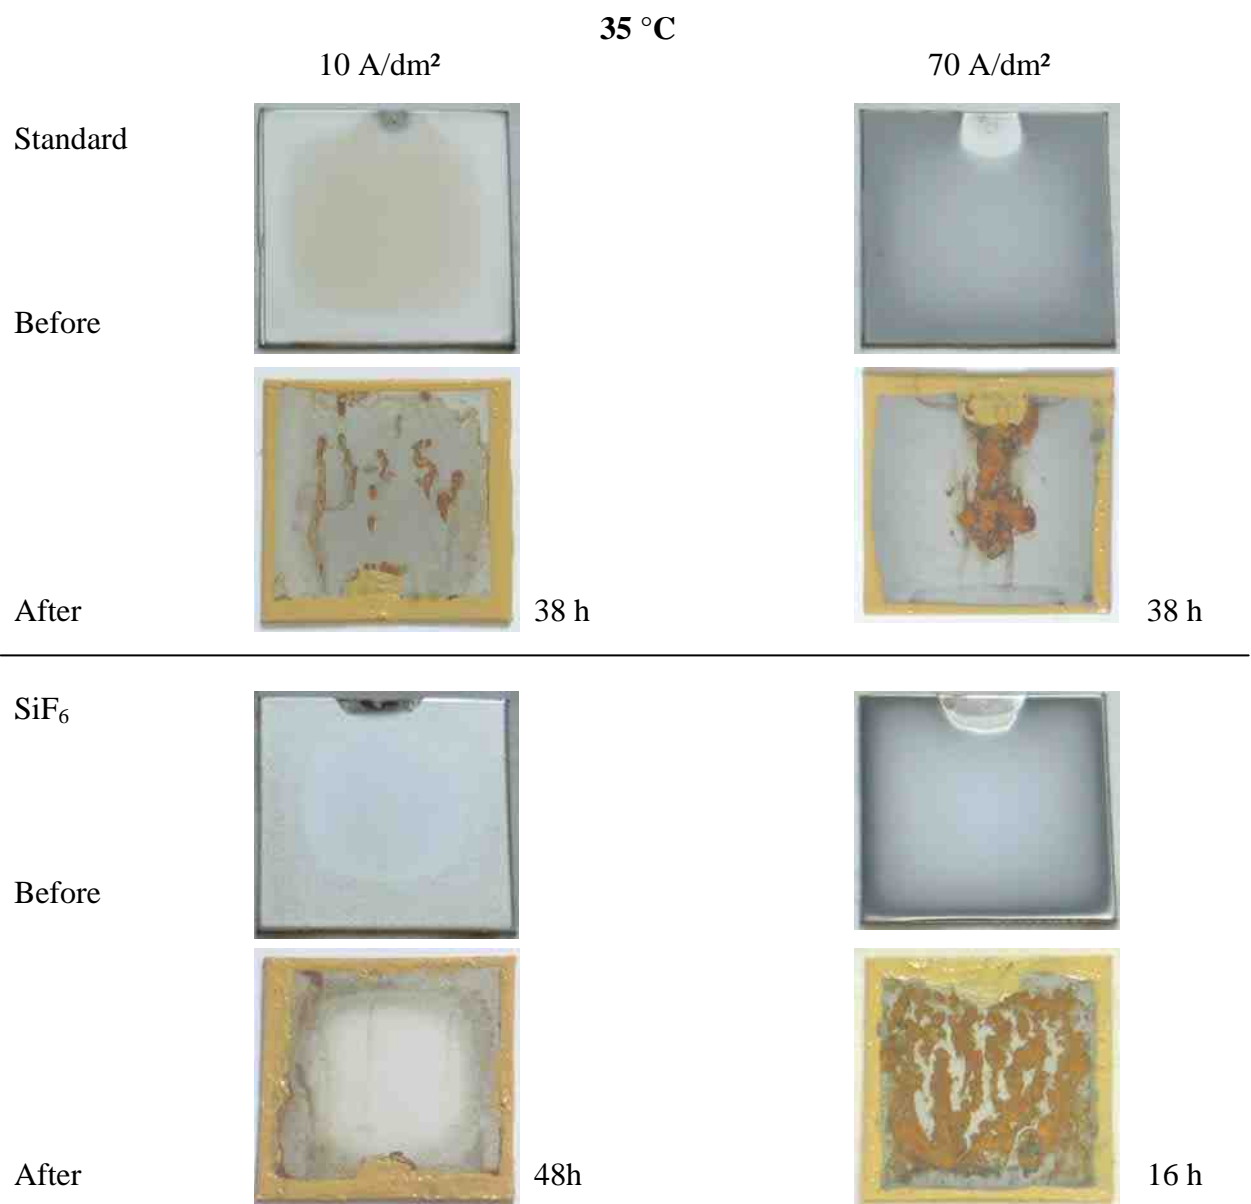 35 °C
10 A/dm² 70 A/dm²
Standard
Before
After 38 h 38 h
SiF₆
Before
After 48h 16 h